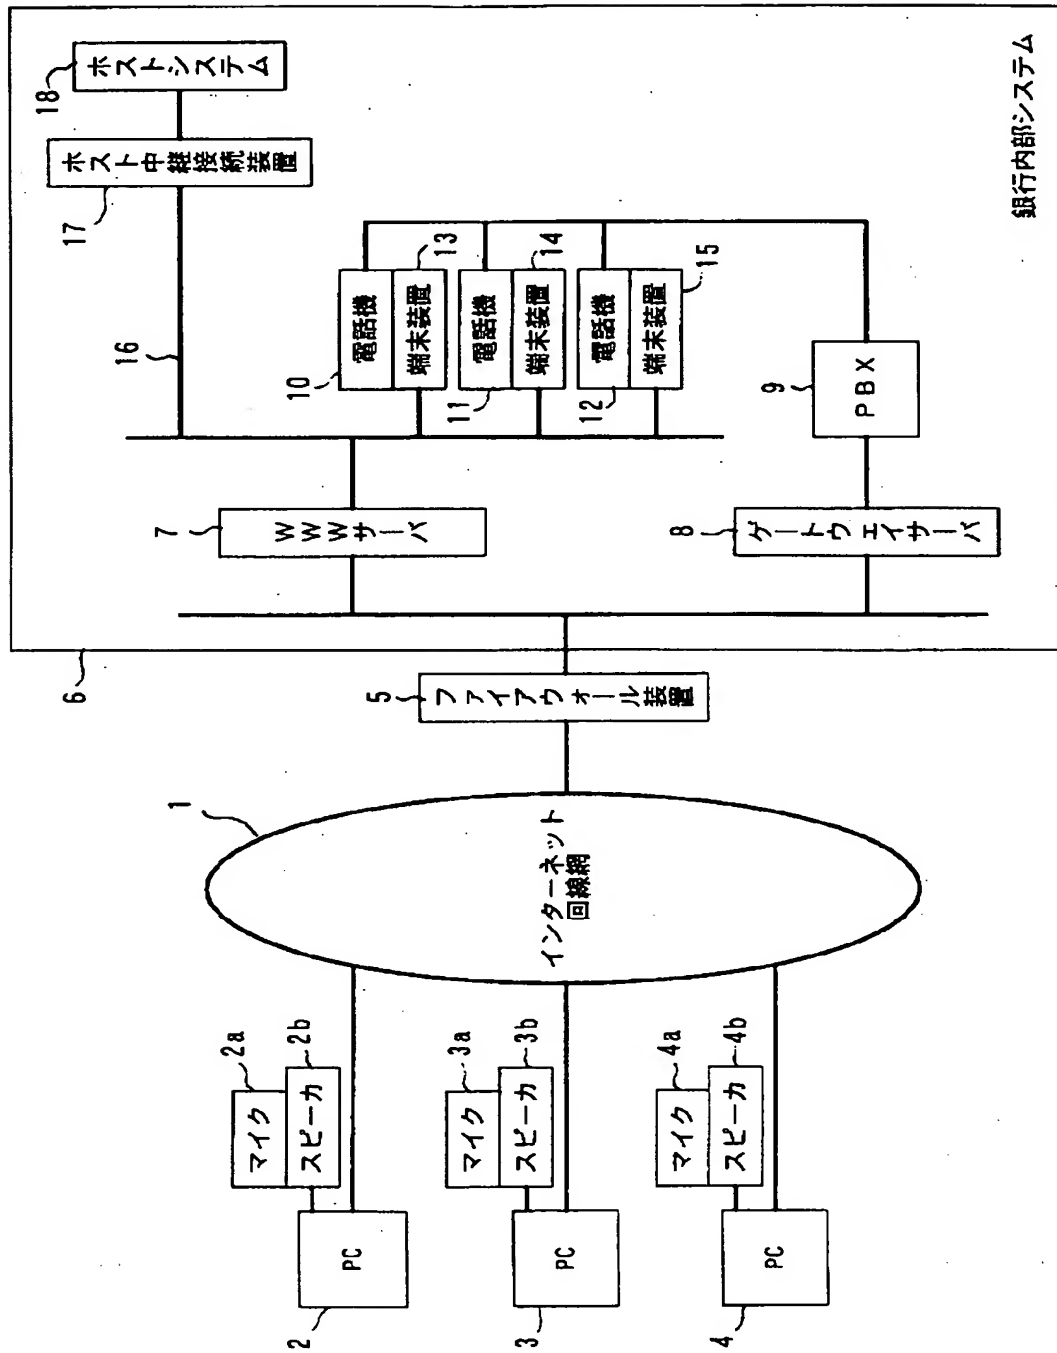 18
ホストシステム
17
ホスト中継接続装置
16
10
電話機
端末装置
13
11
電話機
端末装置
14
12
電話機
端末装置
15
9
PBX
7
WWWサーバ
8
ゲートウエイサーバ
銀行内部システム
6
5
ファイアウォール装置
1
インターネット
回線網
2a
マイク
2b
スピーカ
PC
2
3a
マイク
3b
スピーカ
PC
3
4a
マイク
4b
スピーカ
PC
4